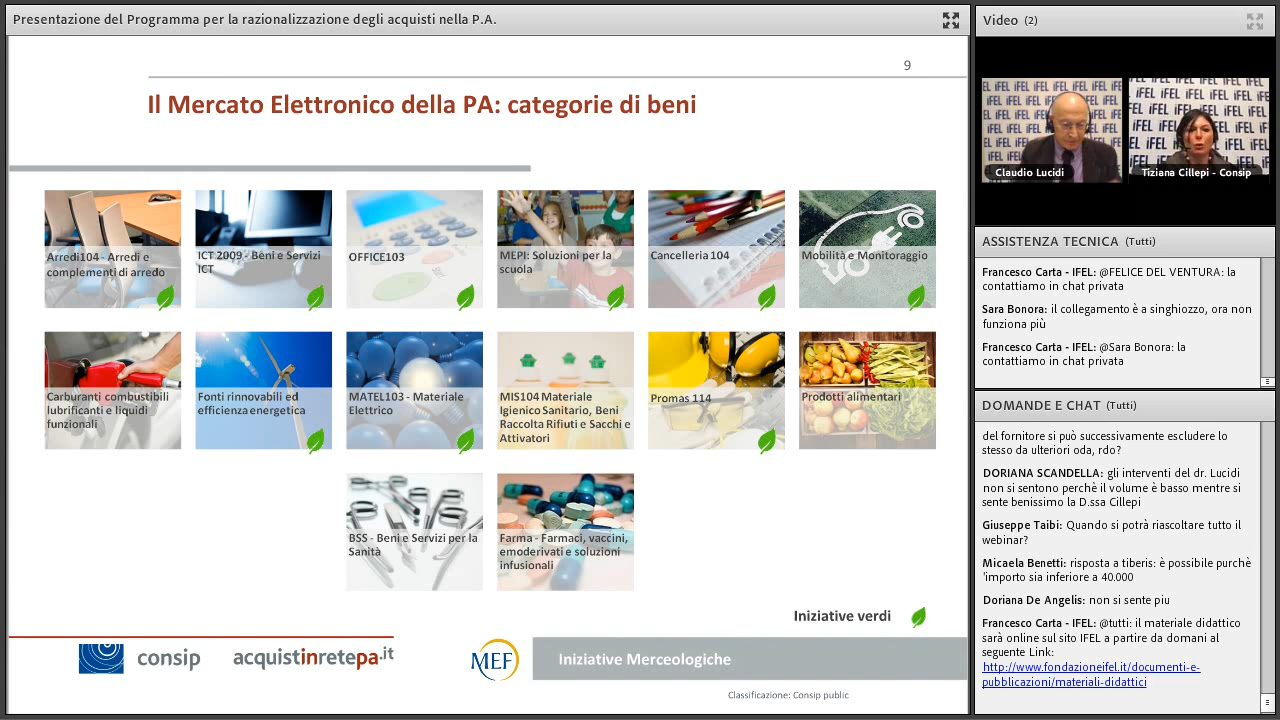 Presentazione del Programma per la razionalizzazione degli acquisti nella P.A.
9
Il Mercato Elettronico della PA: categorie di beni
Arredi104 - Arredi e
complementi di arredo
ICT 2009 - Beni e Servizi
ICT
OFFICE103
MEPI: Soluzioni per la
scuola
Cancelleria 104
Mobilità e Monitoraggio
Carburanti combustibili
lubrificanti e liquidi
funzionali
Fonti rinnovabili ed
efficienza energetica
MATEL103 - Materiale
Elettrico
MIS104 Materiale
Igienico Sanitario, Beni
Raccolta Rifiuti e Sacchi e
Attivatori
Promas 114
Prodotti alimentari
BSS - Beni e Servizi per la
Sanità
Farma - Farmaci, vaccini,
emoderivati e soluzioni
infusionali
Iniziative verdi
consip
acquistinretepa.it
MEF
Iniziative Merceologiche
Classificazione: Consip public
Video (2)
Claudio Lucidi
Tiziana Cillepi - Consip
ASSISTENZA TECNICA (Tutti)
Francesco Carta - IFEL: @FELICE DEL VENTURA: la
contattiamo in chat privata
Sara Bonora: il collegamento è a singhiozzo, ora non
funziona più
Francesco Carta - IFEL: @Sara Bonora: la
contattiamo in chat privata
DOMANDE E CHAT (Tutti)
del fornitore si può successivamente escludere lo
stesso da ulteriori oda, rdo?
DORIANA SCANDELLA: gli interventi del dr. Lucidi
non si sentono perchè il volume è basso mentre si
sente benissimo la D.ssa Cillepi
Giuseppe Taibi: Quando si potrà riascoltare tutto il
webinar?
Micaela Benetti: risposta a tiberis: è possibile purchè
'importo sia inferiore a 40.000
Doriana De Angelis: non si sente piu
Francesco Carta - IFEL: @tutti: il materiale didattico
sarà online sul sito IFEL a partire da domani al
seguente Link:
http://www.fondazioneifel.it/documenti-e-
pubblicazioni/materiali-didattici